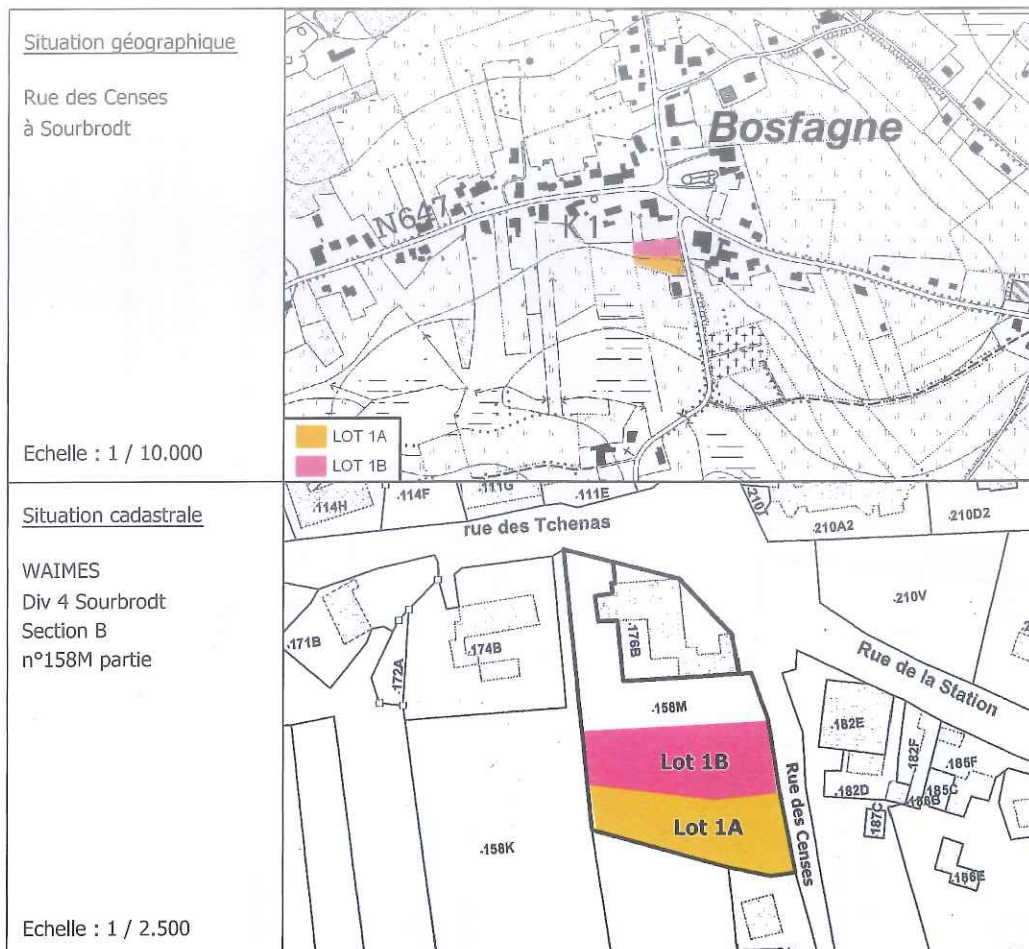 Situation géographique
Rue des Censes
à Sourbrodt
Echelle : 1 / 10.000
Bosfagne
N647
K 1
LOT 1A
LOT 1B
Situation cadastrale
WAIMES
Div 4 Sourbrodt
Section B
n°158M partie
Echelle : 1 / 2.500
114H
114F
111G
111E
rue des Tchenas
210T
210A2
210D2
171B
172A
174B
176B
210V
Rue de la Station
158M
182E
182F
185F
Lot 1B
182D
185C
186B
187C
Lot 1A
Rue des Censes
158K
186E